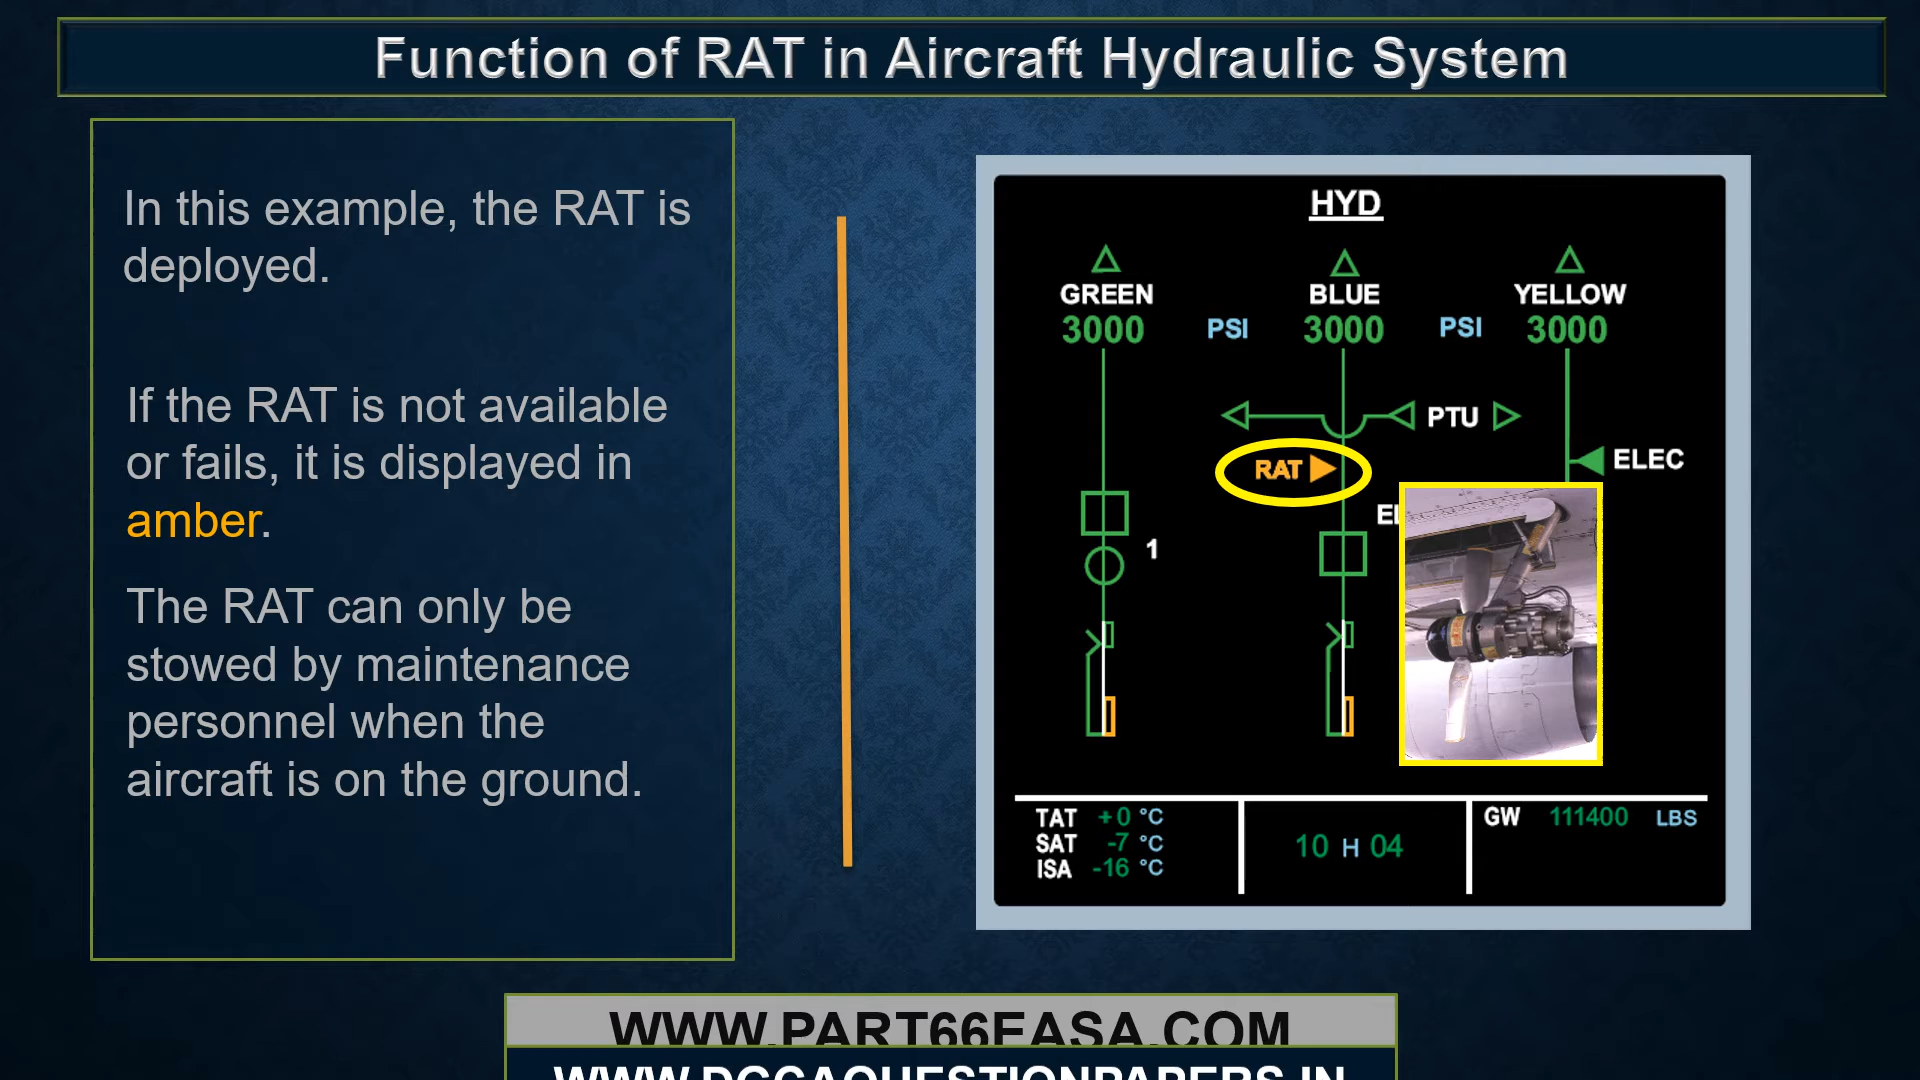 Function of RAT in Aircraft Hydraulic System
In this example, the RAT is
deployed.
If the RAT is not available
or fails, it is displayed in
amber.
The RAT can only be
stowed by maintenance
personnel when the
aircraft is on the ground.
HYD
GREEN BLUE YELLOW
3000 PSI 3000 PSI 3000
PTU
RAT ELEC
1
TAT +0 °C
SAT -7 °C
ISA -16 °C
10 H 04
GW 111400 LBS
WWW.PART66EASA.COM
WWW.DGCAQUESTIONPAPERS.IN